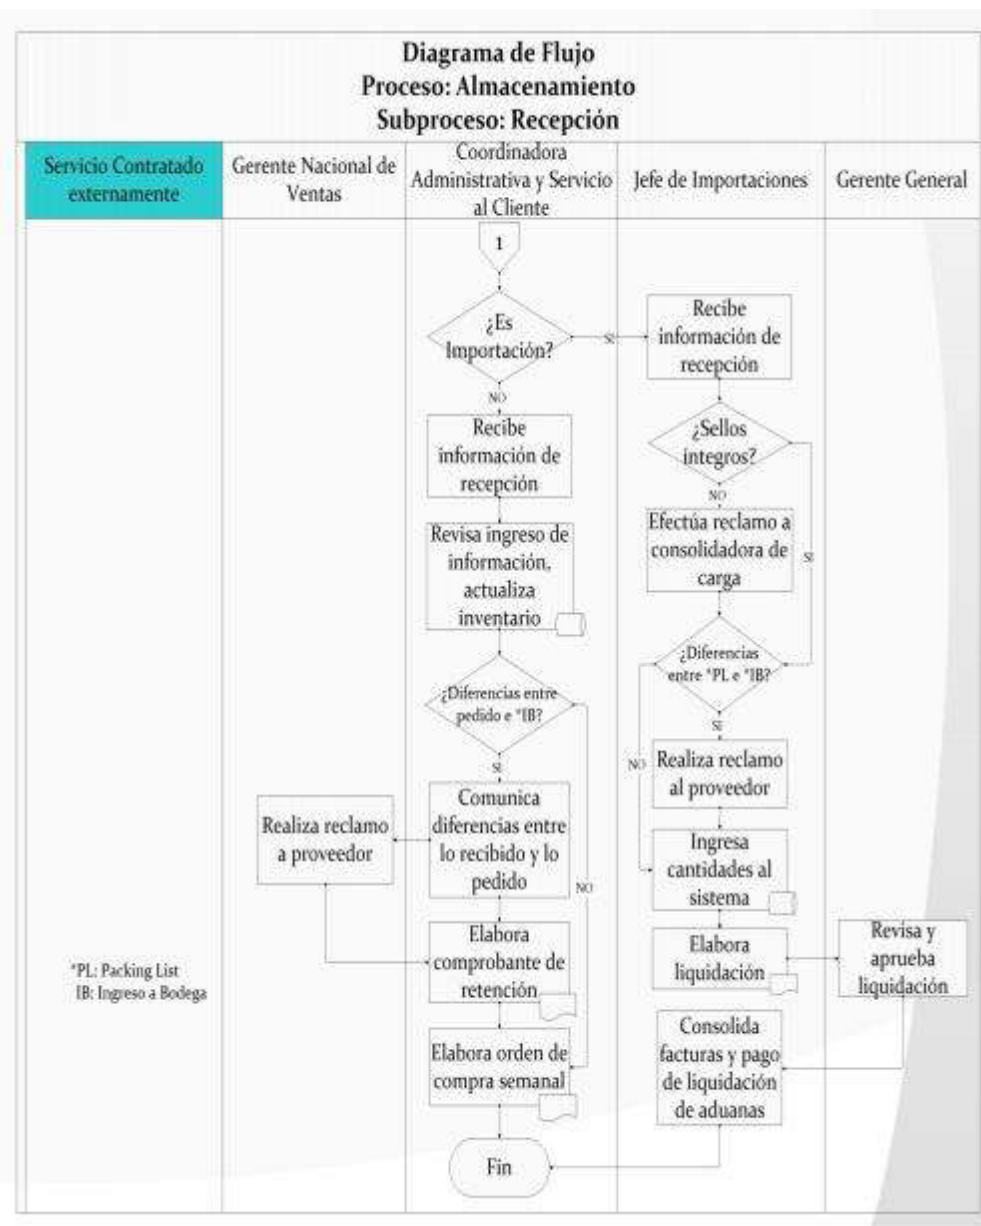 Diagrama de Flujo
Proceso: Almacenamiento
Subproceso: Recepción
Servicio Contratado
externamente
Gerente Nacional de
Ventas
Coordinadora
Administrativa y Servicio
al Cliente
Jefe de Importaciones
Gerente General
1
¿Es
Importación?
SI
Recibe
información de
recepción
NO
Recibe
información de
recepción
¿Sellos
íntegros?
NO
Efectúa reclamo a
consolidadora de
carga
SI
Revisa ingreso de
información,
actualiza
inventario
¿Diferencias
entre *PL e *IB?
¿Diferencias entre
pedido e *IB?
SI
NO
Realiza reclamo
al proveedor
SI
Comunica
diferencias entre
lo recibido y lo
pedido
Realiza reclamo
a proveedor
NO
Ingresa
cantidades al
sistema
Elabora
comprobante de
retención
Elabora
liquidación
Revisa y
aprueba
liquidación
*PL: Packing List
IB: Ingreso a Bodega
Elabora orden de
compra semanal
Consolida
facturas y pago
de liquidación
de aduanas
Fin